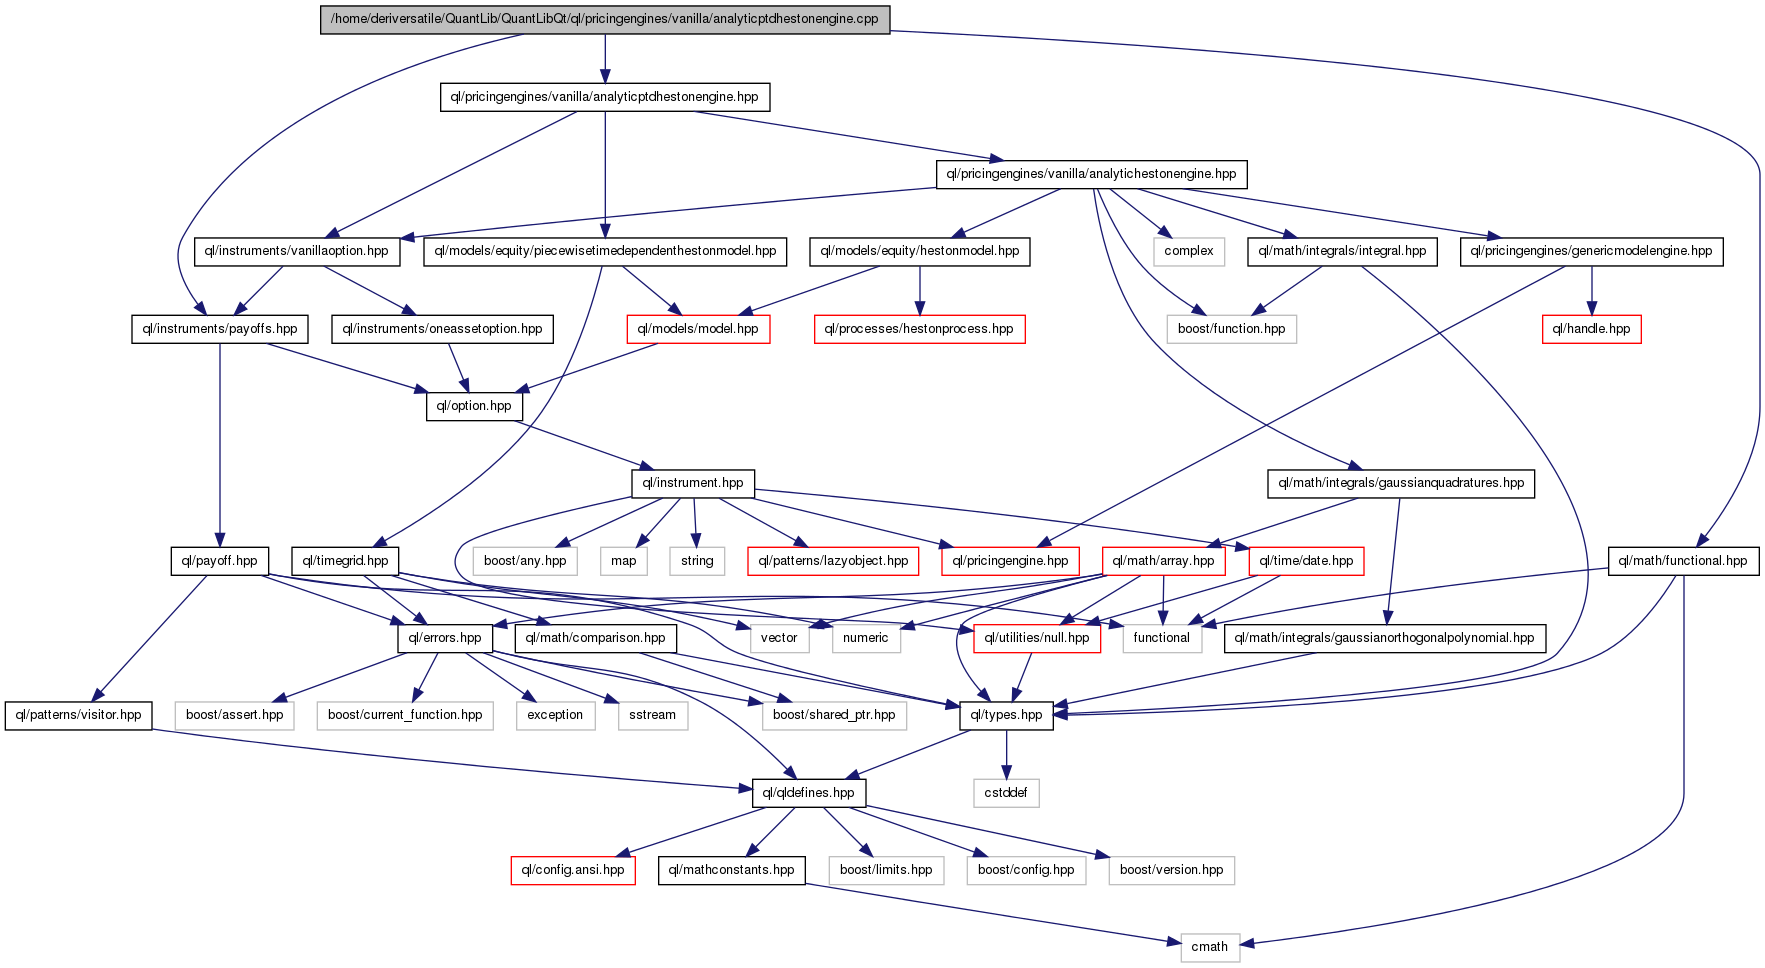 /home/deriversatile/QuantLib/QuantLibQt/ql/pricingengines/vanilla/analyticptdhestonengine.cpp
ql/pricingengines/vanilla/analyticptdhestonengine.hpp
ql/pricingengines/vanilla/analytichestonengine.hpp
ql/instruments/vanillaoption.hpp
ql/models/equity/piecewisetimedependenthestonmodel.hpp
ql/models/equity/hestonmodel.hpp
complex
ql/math/integrals/integral.hpp
ql/pricingengines/genericmodelengine.hpp
ql/instruments/payoffs.hpp
ql/instruments/oneassetoption.hpp
ql/models/model.hpp
ql/processes/hestonprocess.hpp
boost/function.hpp
ql/handle.hpp
ql/option.hpp
ql/instrument.hpp
ql/math/integrals/gaussianquadratures.hpp
ql/payoff.hpp
ql/timegrid.hpp
boost/any.hpp
map
string
ql/patterns/lazyobject.hpp
ql/pricingengine.hpp
ql/math/array.hpp
ql/time/date.hpp
ql/math/functional.hpp
ql/errors.hpp
ql/math/comparison.hpp
vector
numeric
ql/utilities/null.hpp
functional
ql/math/integrals/gaussianorthogonalpolynomial.hpp
ql/patterns/visitor.hpp
boost/assert.hpp
boost/current_function.hpp
exception
sstream
boost/shared_ptr.hpp
ql/types.hpp
ql/qldefines.hpp
cstddef
ql/config.ansi.hpp
ql/mathconstants.hpp
boost/limits.hpp
boost/config.hpp
boost/version.hpp
cmath